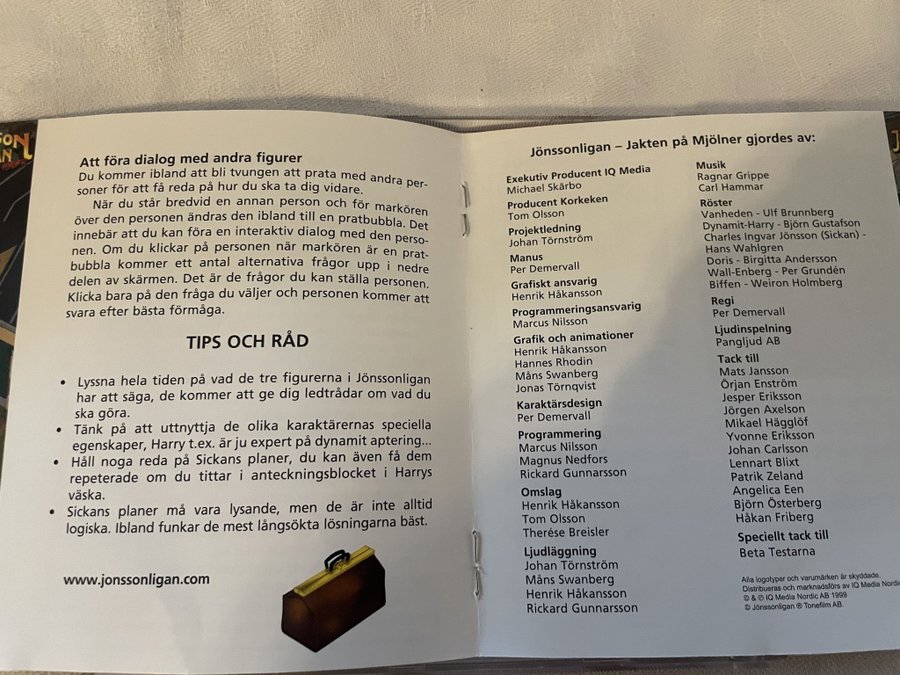 Att föra dialog med andra figurer
Du kommer ibland att bli tvungen att prata med andra per-
soner för att få reda på hur du ska ta dig vidare.
När du står bredvid en annan person och för markören
över den personen ändras den ibland till en pratbubbla. Det
innebär att du kan föra en interaktiv dialog med den perso-
nen. Om du klickar på personen när markören är en prat-
bubbla kommer ett antal alternativa frågor upp i nedre
delen av skärmen. Det är de frågor du kan ställa personen.
Klicka bara på den fråga du väljer och personen kommer att
svara efter bästa förmåga.
TIPS OCH RÅD
• Lyssna hela tiden på vad de tre figurerna i Jönssonligan
har att säga, de kommer att ge dig ledtrådar om vad du
ska göra.
• Tänk på att uttnyttja de olika karaktärernas speciella
egenskaper, Harry t.ex. är ju expert på dynamit aptering...
• Håll noga reda på Sickans planer, du kan även få dem
repeterade om du tittar i anteckningsblocket i Harrys
väska.
• Sickans planer må vara lysande, men de är inte alltid
logiska. Ibland funkar de mest långsökta lösningarna bäst.
www.jonssonligan.com
Jönssonligan – Jakten på Mjölner gjordes av:
Exekutiv Producent IQ Media
Michael Skärbo
Producent Korkeken
Tom Olsson
Projektledning
Johan Törnström
Manus
Per Demervall
Grafiskt ansvarig
Henrik Håkansson
Programmeringsansvarig
Marcus Nilsson
Grafik och animationer
Henrik Håkansson
Hannes Rhodin
Måns Swanberg
Jonas Törnqvist
Karaktärsdesign
Per Demervall
Programmering
Marcus Nilsson
Magnus Nedfors
Rickard Gunnarsson
Omslag
Henrik Håkansson
Tom Olsson
Therése Breisler
Ljudläggning
Johan Törnström
Måns Swanberg
Henrik Håkansson
Rickard Gunnarsson
Musik
Ragnar Grippe
Carl Hammar
Röster
Vanheden - Ulf Brunnberg
Dynamit-Harry - Björn Gustafson
Charles Ingvar Jönsson (Sickan) -
Hans Wahlgren
Doris - Birgitta Andersson
Wall-Enberg - Per Grundén
Biffen - Weiron Holmberg
Regi
Per Demervall
Ljudinspelning
Pangljud AB
Tack till
Mats Jansson
Örjan Enström
Jesper Eriksson
Jörgen Axelson
Mikael Hägglöf
Yvonne Eriksson
Johan Carlsson
Lennart Blixt
Patrik Zeland
Angelica Een
Björn Österberg
Håkan Friberg
Speciellt tack till
Beta Testarna
Alla logotyper och varumärken är skyddade.
Distribueras och marknadsförs av IQ Media Nordic
© & ℗ IQ Media Nordic AB 1999
© Jönssonligan ® Tonefilm AB.